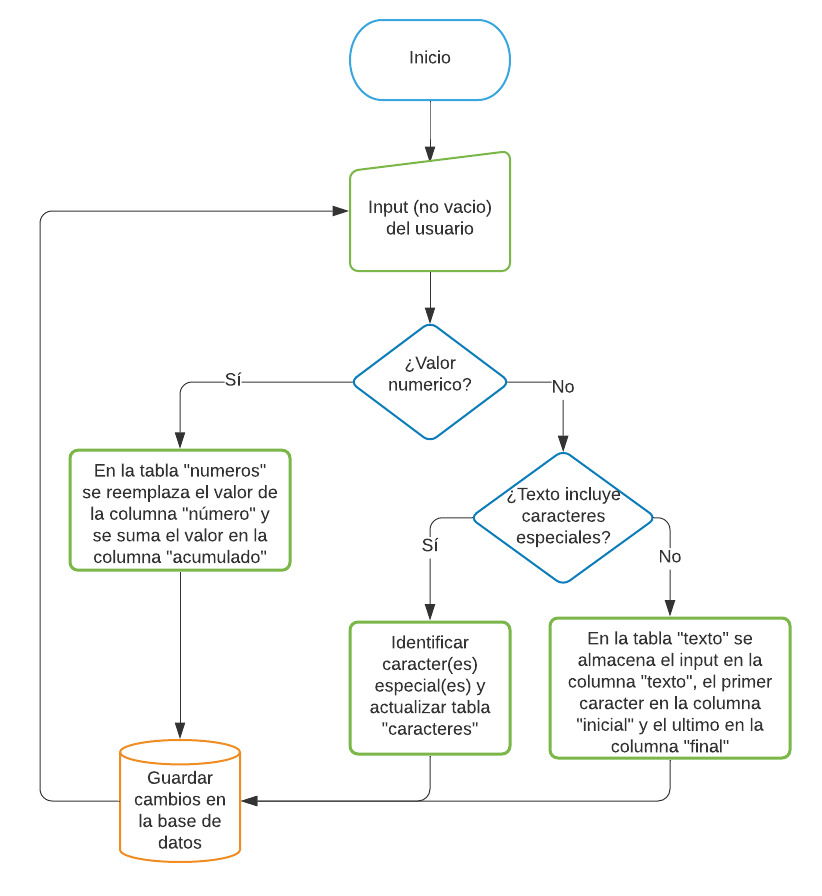 Inicio
Input (no vacio)
del usuario
¿Valor
numerico?
Sí
No
En la tabla "numeros"
se reemplaza el valor de
la columna "número" y
se suma el valor en la
columna "acumulado"
¿Texto incluye
caracteres
especiales?
Sí
No
Identificar
caracter(es)
especial(es) y
actualizar tabla
"caracteres"
En la tabla "texto" se
almacena el input en la
columna "texto", el primer
caracter en la columna
"inicial" y el ultimo en la
columna "final"
Guardar
cambios en
la base de
datos